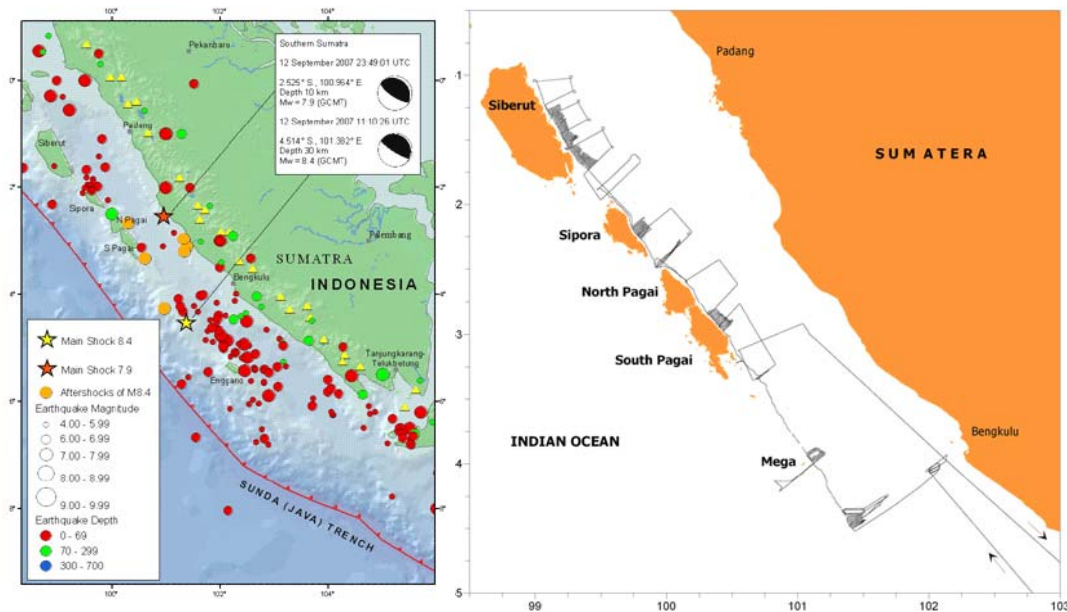 100°
102°
104°
Pekanbaru
Southern Sumatra
12 September 2007 23:49:01 UTC
2.525° S., 100.964° E.
Depth 10 km
Mw = 7.9 (GCMT)
12 September 2007 11:10:26 UTC
4.514° S., 101.382° E.
Depth 30 km
Mw = 8.4 (GCMT)
Padang
Siberut
Sipora
N Pagai
S Pagai
Palembang
SUMATRA
Bengkulu
INDONESIA
Tanjungkarang-
Telukbetung
Enggano
SUNDA (JAVA) TRENCH
Main Shock 8.4
Main Shock 7.9
Aftershocks of M8.4
Earthquake Magnitude
4.00 - 5.99
6.00 - 6.99
7.00 - 7.99
8.00 - 8.99
9.00 - 9.99
Earthquake Depth
0 - 69
70 - 299
300 - 700
100°
102°
104°
Padang
-1
Siberut
SUMATERA
-2
Sipora
North Pagai
-3
South Pagai
INDIAN OCEAN
Bengkulu
Mega
-4
-5
99
100
101
102
103